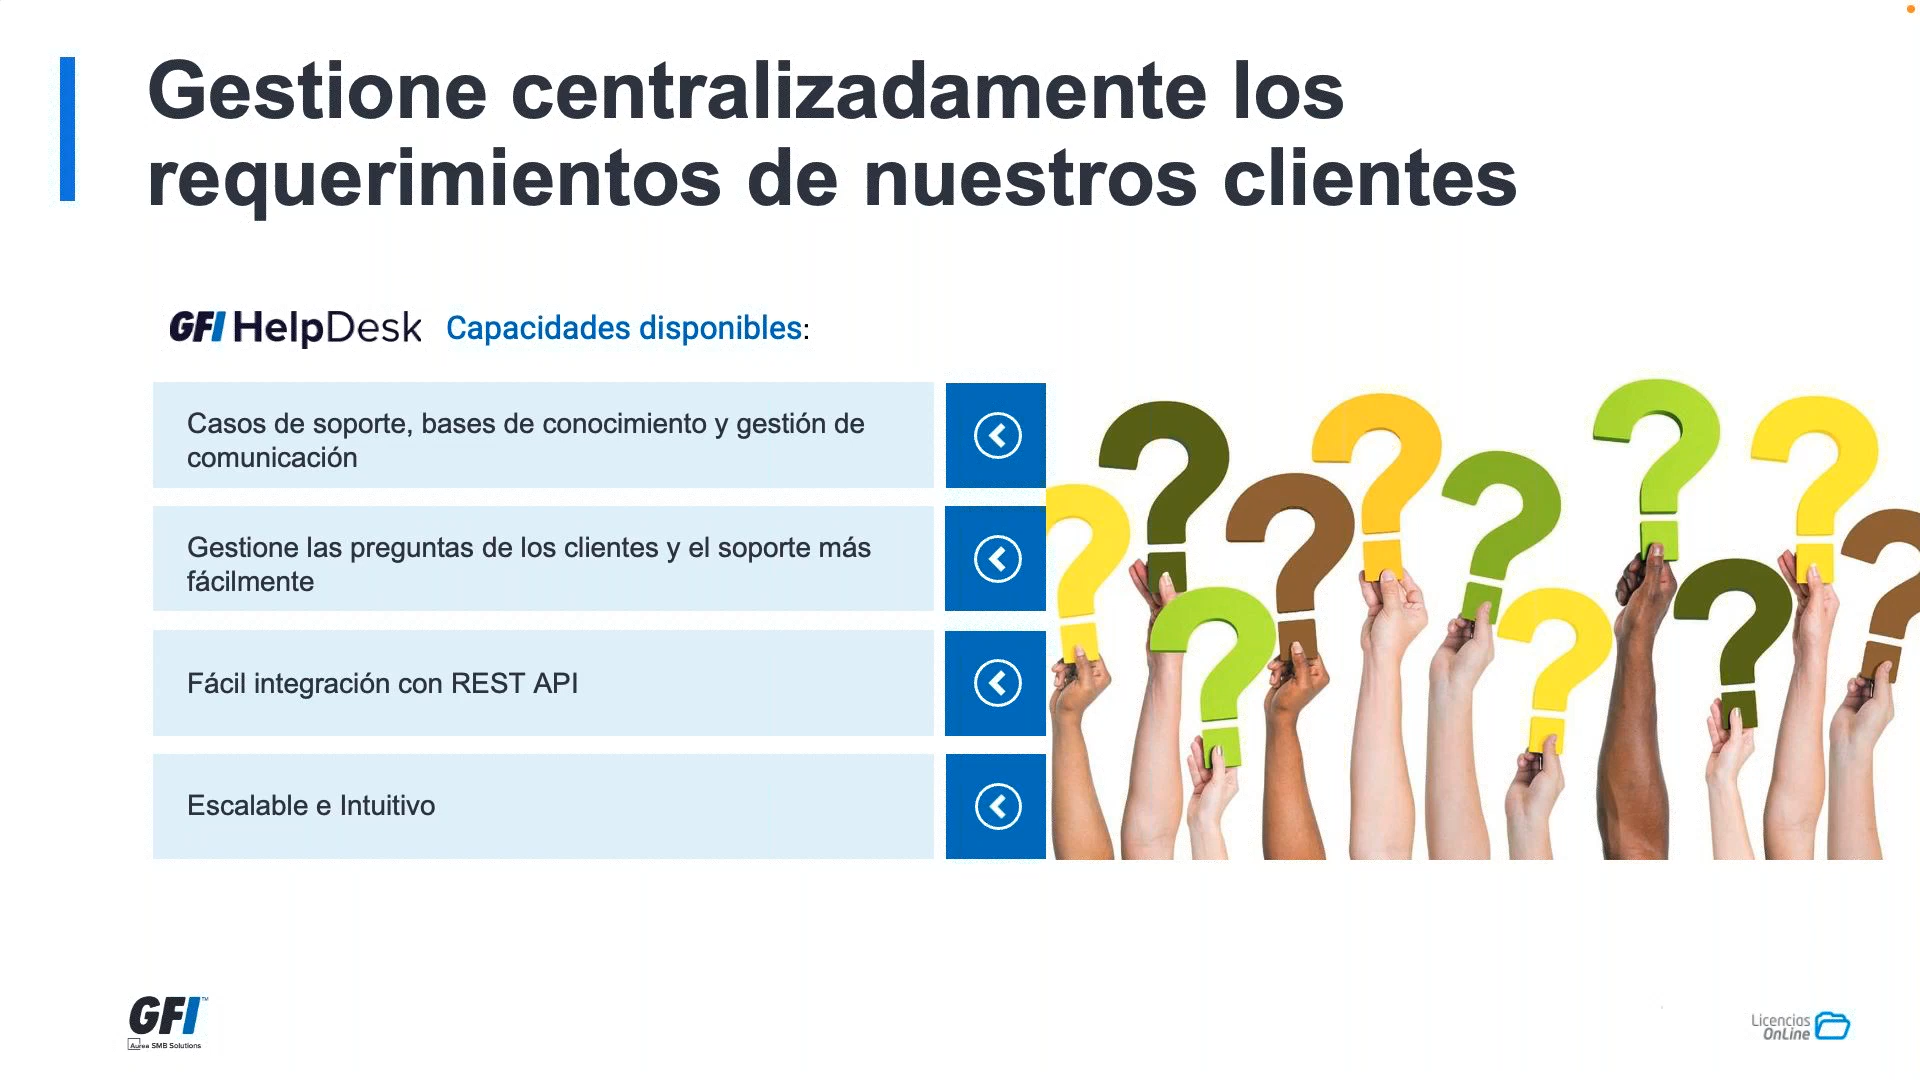 Gestione centralizadamente los
requerimientos de nuestros clientes
GFI HelpDesk Capacidades disponibles:
Casos de soporte, bases de conocimiento y gestión de
comunicación
Gestione las preguntas de los clientes y el soporte más
fácilmente
Fácil integración con REST API
Escalable e Intuitivo
GFI™
Aurea SMB Solutions
Licencias
OnLine